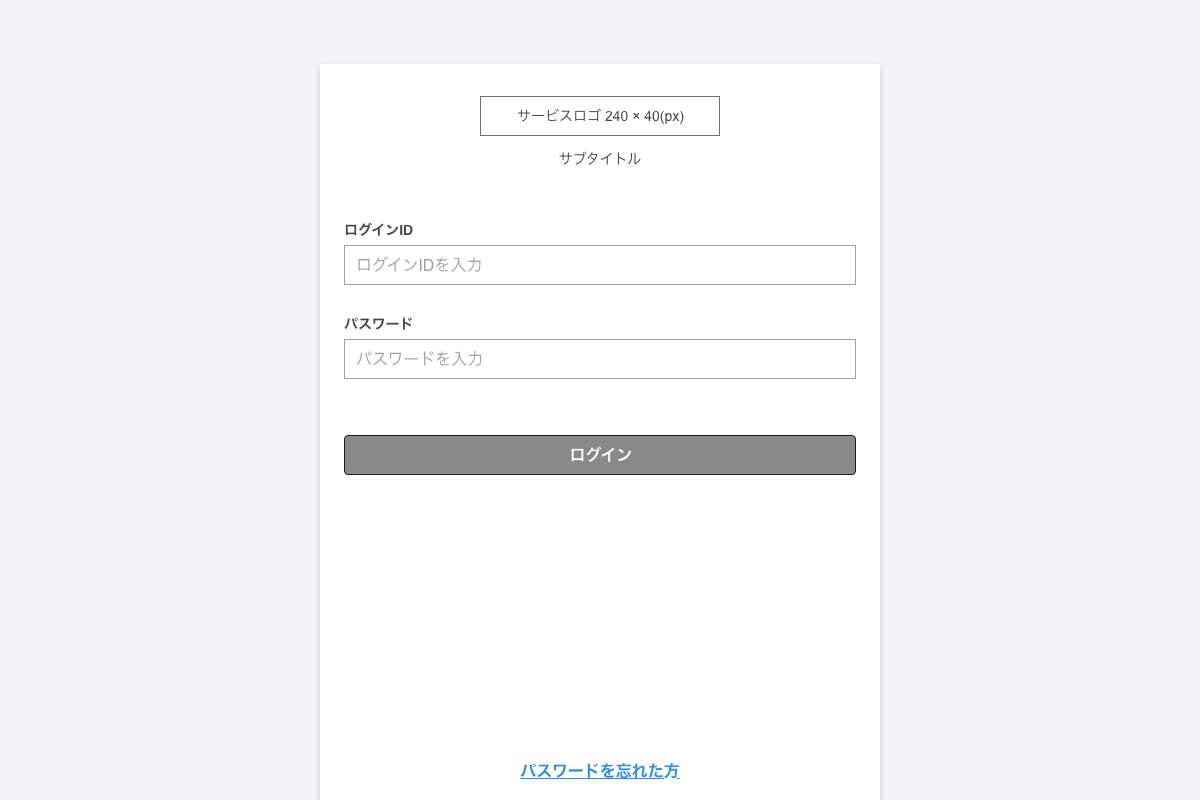 サービスロゴ 240 × 40(px)
サブタイトル
ログインID
ログインIDを入力
パスワード
パスワードを入力
ログイン
パスワードを忘れた方